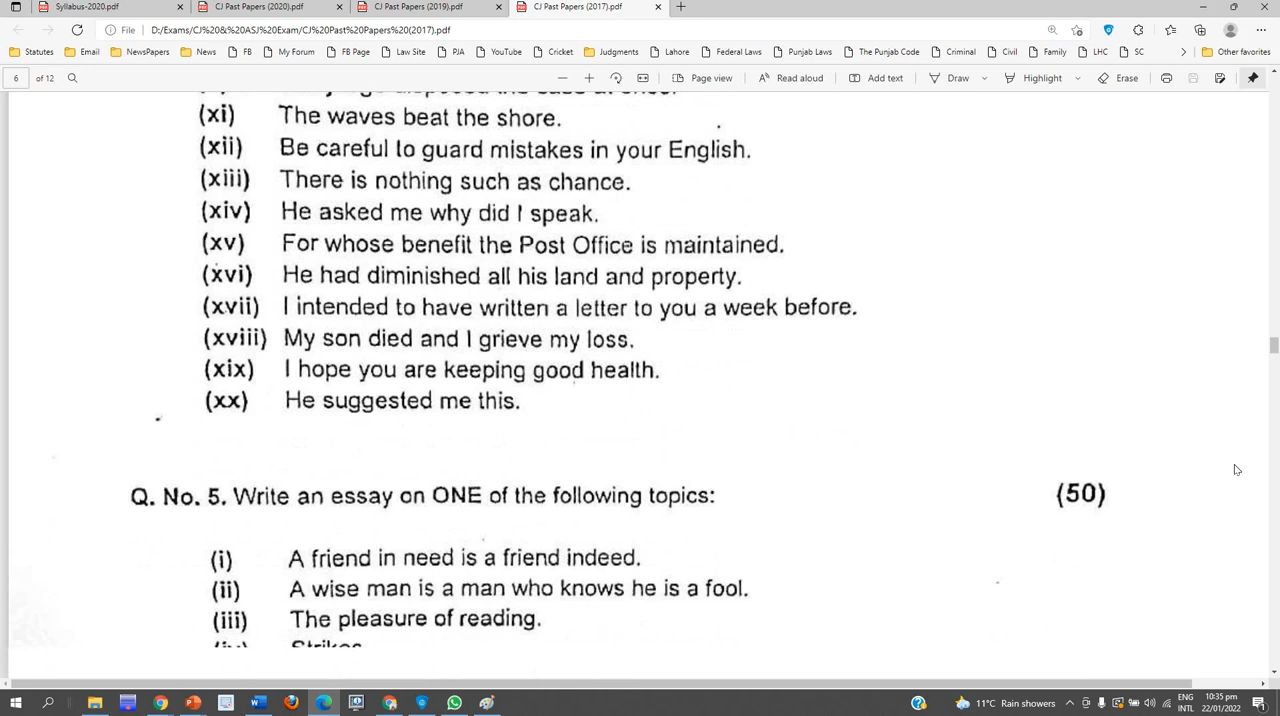 Syllabus-2020.pdf CJ Past Papers (2020).pdf CJ Past Papers (2019).pdf CJ Past Papers (2017).pdf
File D:/Exams/CJ%20&%20ASJ%20Exam/CJ%20Past%20Papers%20(2017).pdf
Statutes Email NewsPapers News FB My Forum FB Page Law Site PJA YouTube Cricket Judgments Lahore Federal Laws Punjab Laws The Punjab Code Criminal Civil Family LHC SC Other favorites
6 of 12 Page view Read aloud Add text Draw Highlight Erase
(xi) The waves beat the shore.
(xii) Be careful to guard mistakes in your English.
(xiii) There is nothing such as chance.
(xiv) He asked me why did I speak.
(xv) For whose benefit the Post Office is maintained.
(xvi) He had diminished all his land and property.
(xvii) I intended to have written a letter to you a week before.
(xviii) My son died and I grieve my loss.
(xix) I hope you are keeping good health.
(xx) He suggested me this.
Q. No. 5. Write an essay on ONE of the following topics: (50)
(i) A friend in need is a friend indeed.
(ii) A wise man is a man who knows he is a fool.
(iii) The pleasure of reading.
11°C Rain showers ENG INTL 10:35 pm 22/01/2022